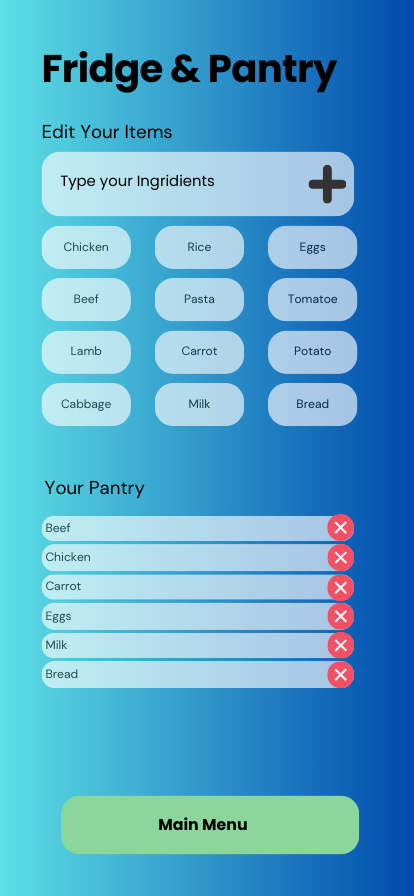 Fridge & Pantry
Edit Your Items
Type your Ingridients
Chicken Rice Eggs
Beef Pasta Tomatoe
Lamb Carrot Potato
Cabbage Milk Bread
Your Pantry
Beef
Chicken
Carrot
Eggs
Milk
Bread
Main Menu